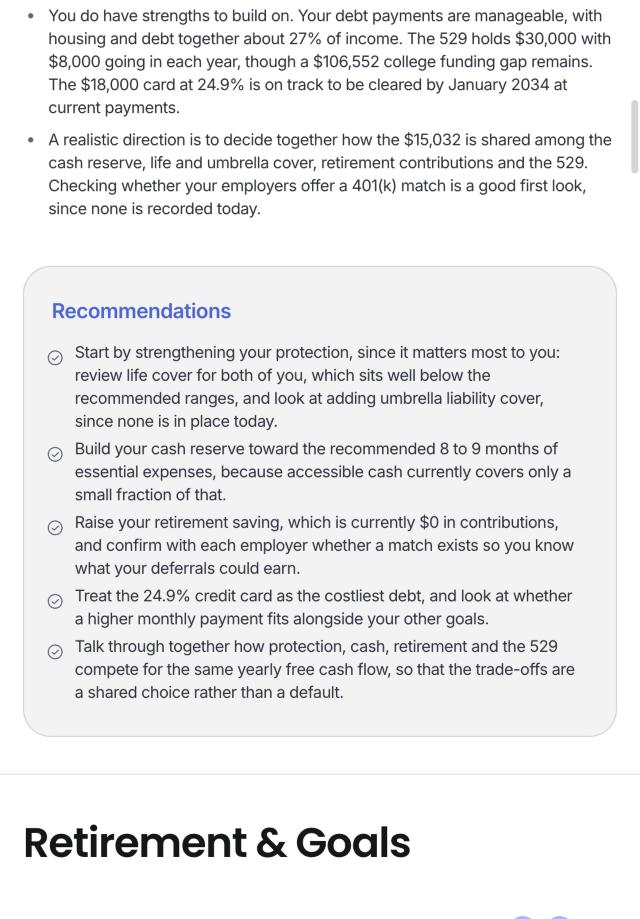 • You do have strengths to build on. Your debt payments are manageable, with
housing and debt together about 27% of income. The 529 holds $30,000 with
$8,000 going in each year, though a $106,552 college funding gap remains.
The $18,000 card at 24.9% is on track to be cleared by January 2034 at
current payments.
• A realistic direction is to decide together how the $15,032 is shared among the
cash reserve, life and umbrella cover, retirement contributions and the 529.
Checking whether your employers offer a 401(k) match is a good first look,
since none is recorded today.
Recommendations
Start by strengthening your protection, since it matters most to you:
review life cover for both of you, which sits well below the
recommended ranges, and look at adding umbrella liability cover,
since none is in place today.
Build your cash reserve toward the recommended 8 to 9 months of
essential expenses, because accessible cash currently covers only a
small fraction of that.
Raise your retirement saving, which is currently $0 in contributions,
and confirm with each employer whether a match exists so you know
what your deferrals could earn.
Treat the 24.9% credit card as the costliest debt, and look at whether
a higher monthly payment fits alongside your other goals.
Talk through together how protection, cash, retirement and the 529
compete for the same yearly free cash flow, so that the trade-offs are
a shared choice rather than a default.
Retirement & Goals